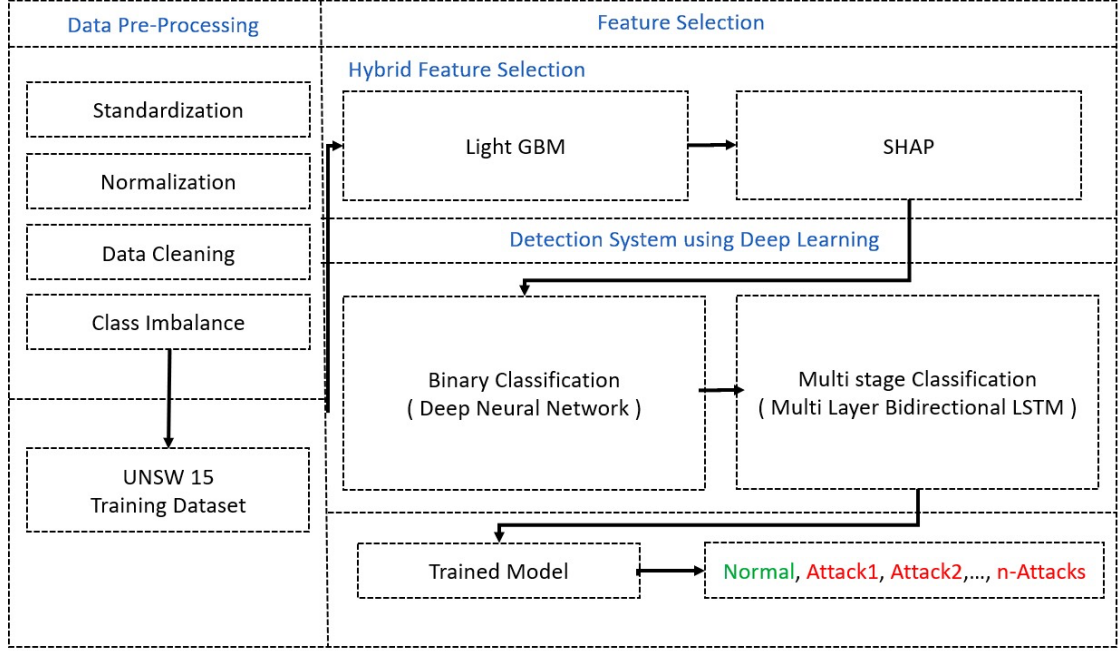 Data Pre-Processing
Feature Selection
Hybrid Feature Selection
Standardization
Normalization
Data Cleaning
Class Imbalance
UNSW 15
Training Dataset
Light GBM
SHAP
Detection System using Deep Learning
Binary Classification
( Deep Neural Network )
Multi stage Classification
( Multi Layer Bidirectional LSTM )
Trained Model
Normal, Attack1, Attack2,..., n-Attacks